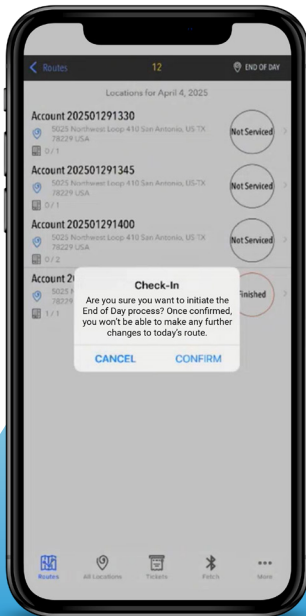 Routes 12 END OF DAY
Locations for April 4, 2025
Account 202501291330
5025 Northwest Loop 410 San Antonio, US-TX
78229 USA
Not Serviced
0 / 1
Account 202501291345
5025 Northwest Loop 410 San Antonio, US-TX
78229 USA
Not Serviced
0 / 1
Account 202501291400
5025 Northwest Loop 410 San Antonio, US-TX
78229 USA
Not Serviced
0 / 2
Account 2
5025
78229
Finished
1 / 1
Check-In
Are you sure you want to initiate the
End of Day process? Once confirmed,
you won't be able to make any further
changes to today's route.
CANCEL CONFIRM
Routes All Locations Tickets Fetch More